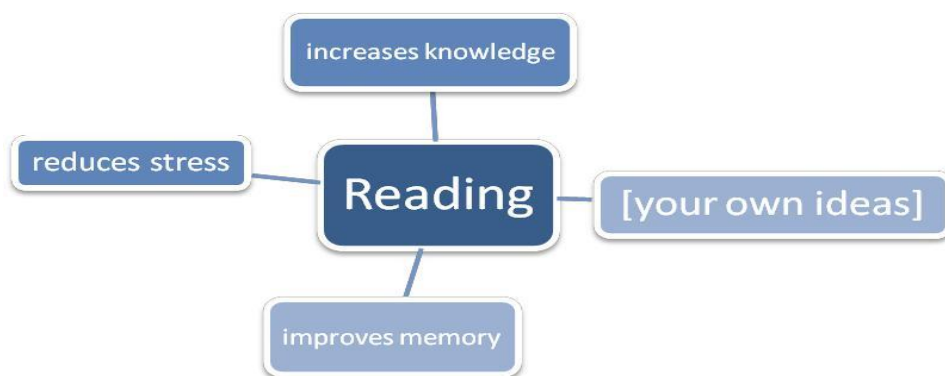 increases knowledge
reduces stress
Reading
[your own ideas]
improves memory